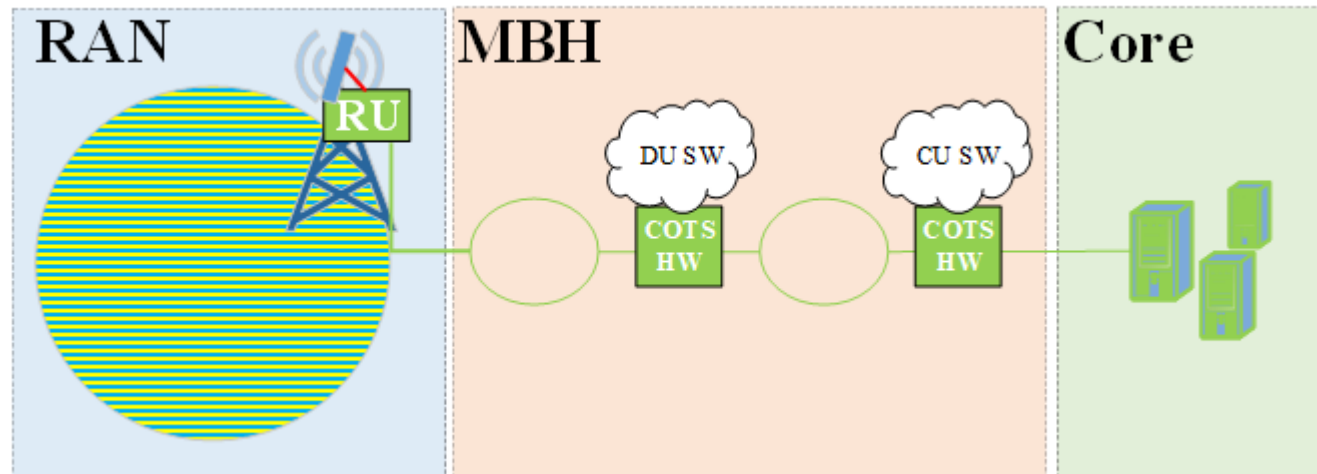 RAN
MBH
Core
RU
DU SW
CU SW
COTS
HW
COTS
HW